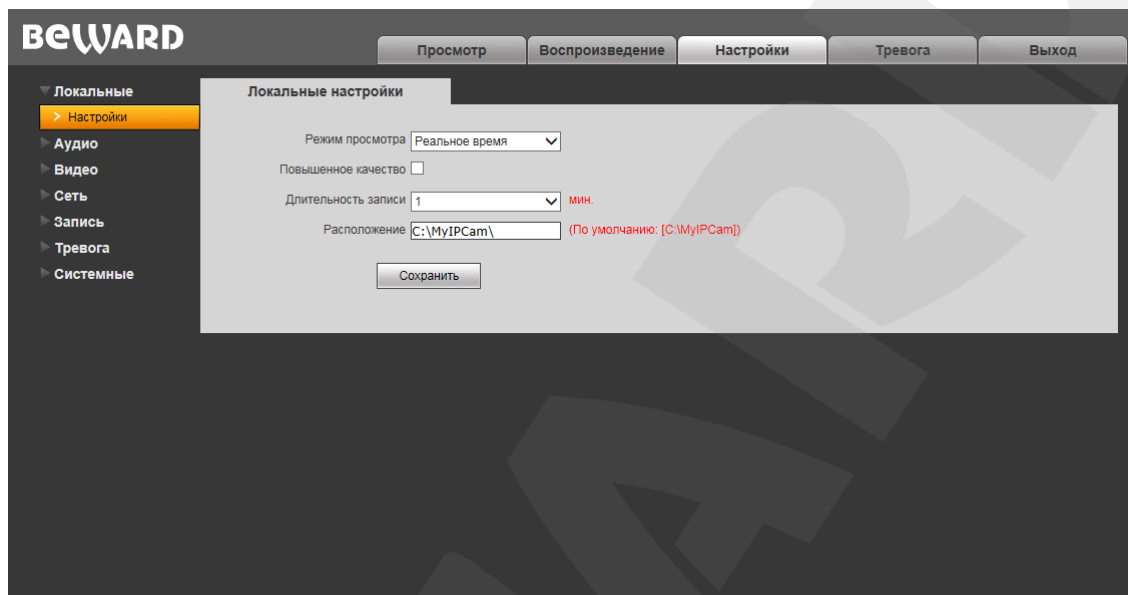 BEWARD
Просмотр Воспроизведение Настройки Тревога Выход
Локальные
> Настройки
Аудио
Видео
Сеть
Запись
Тревога
Системные
Локальные настройки
Режим просмотра Реальное время
Повышенное качество
Длительность записи 1 мин.
Расположение C:\MyIPCam\ (По умолчанию: [C:\MyIPCam])
Сохранить